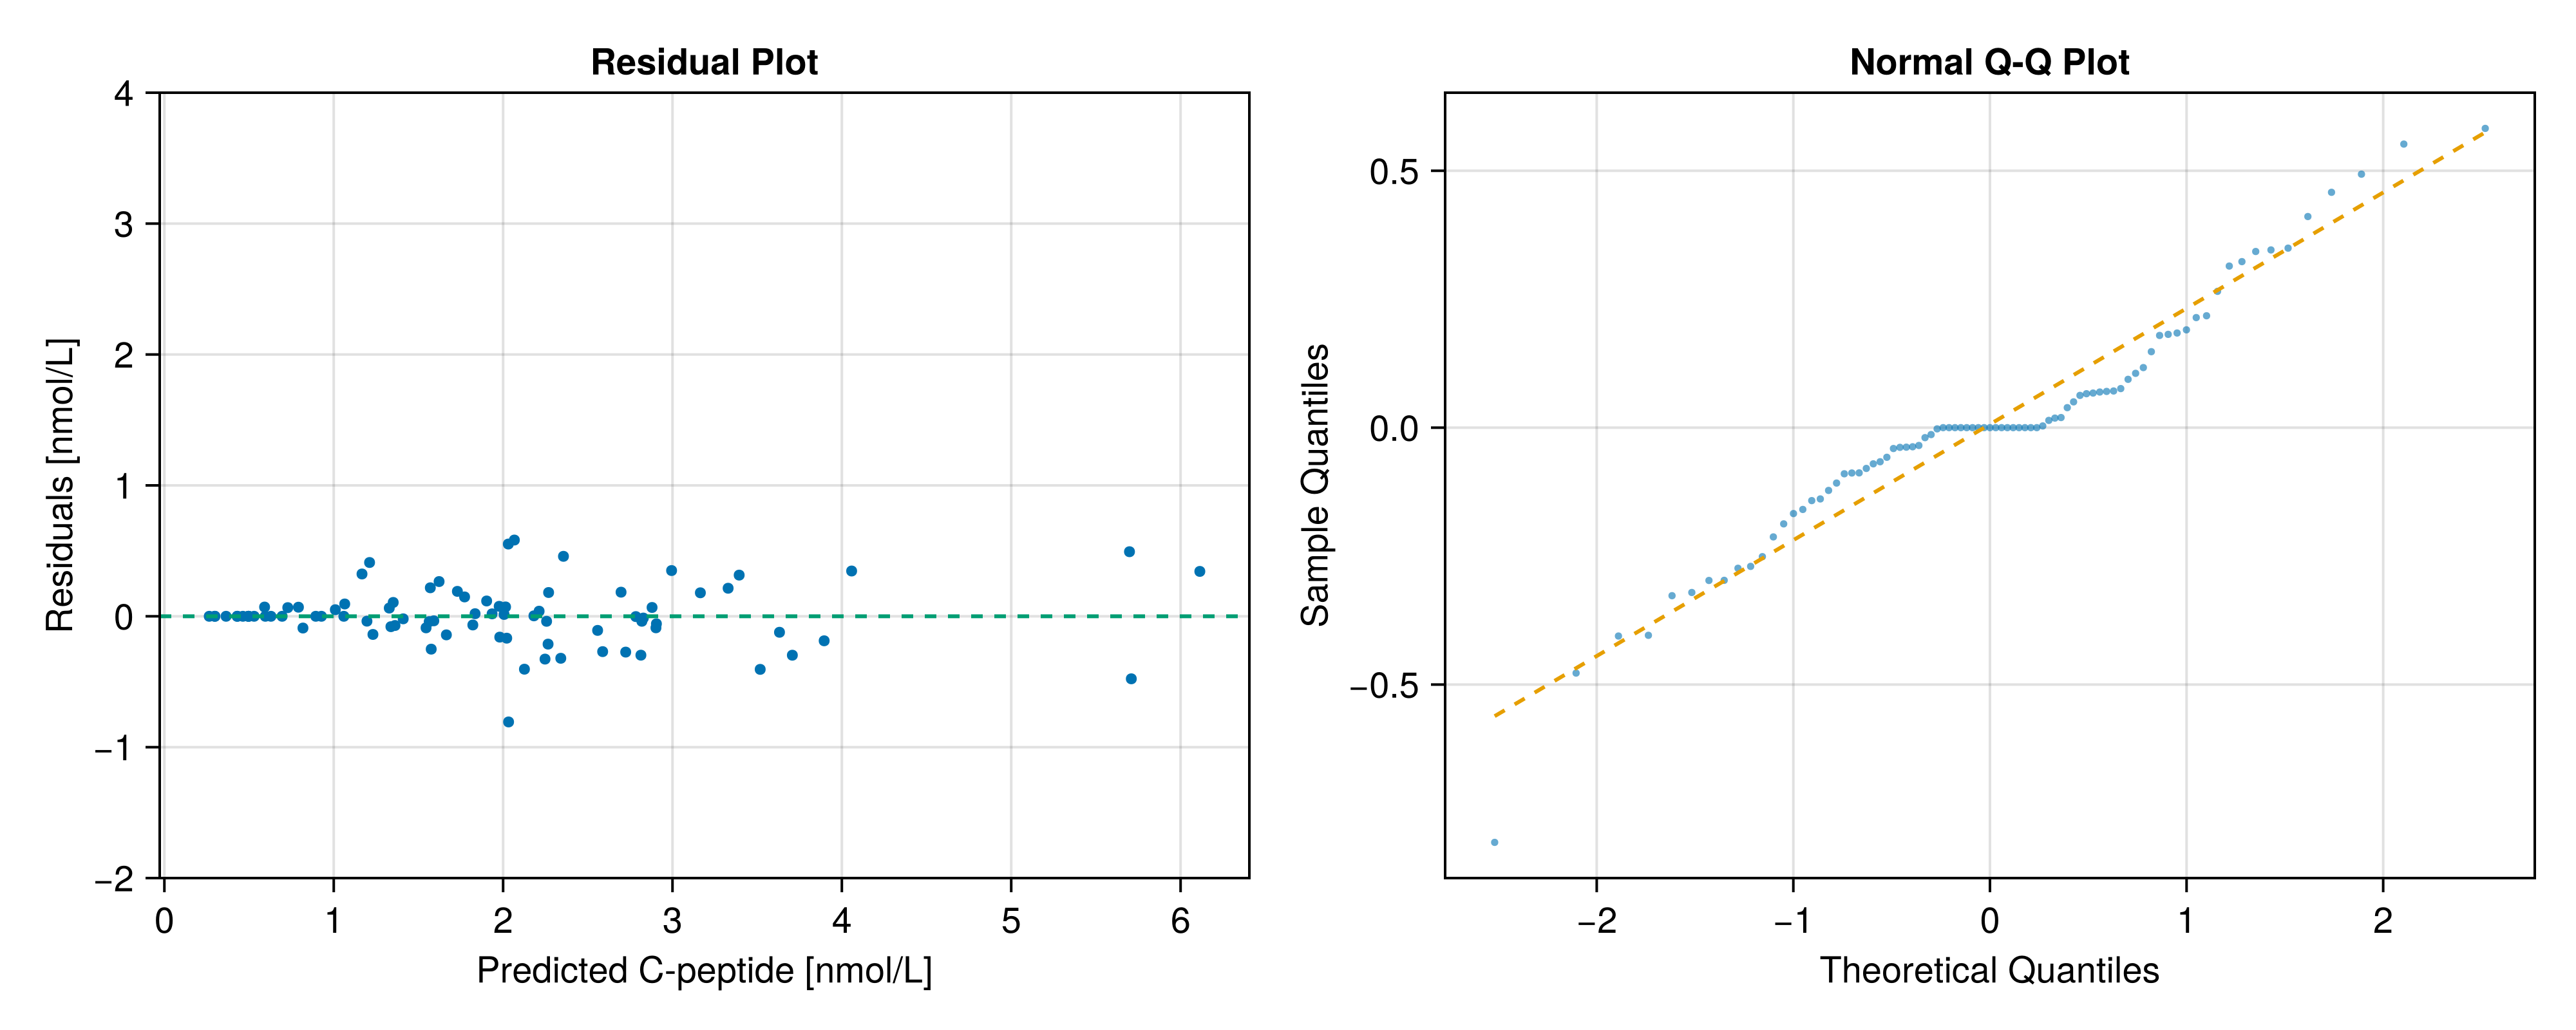 Residual Plot
4
3
2
1
0
−1
−2
Residuals [nmol/L]
0 1 2 3 4 5 6
Predicted C-peptide [nmol/L]
Normal Q-Q Plot
0.5
0.0
−0.5
Sample Quantiles
−2 −1 0 1 2
Theoretical Quantiles